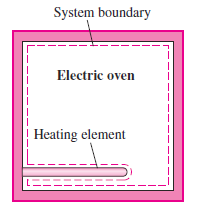 System boundary
Electric oven
Heating element